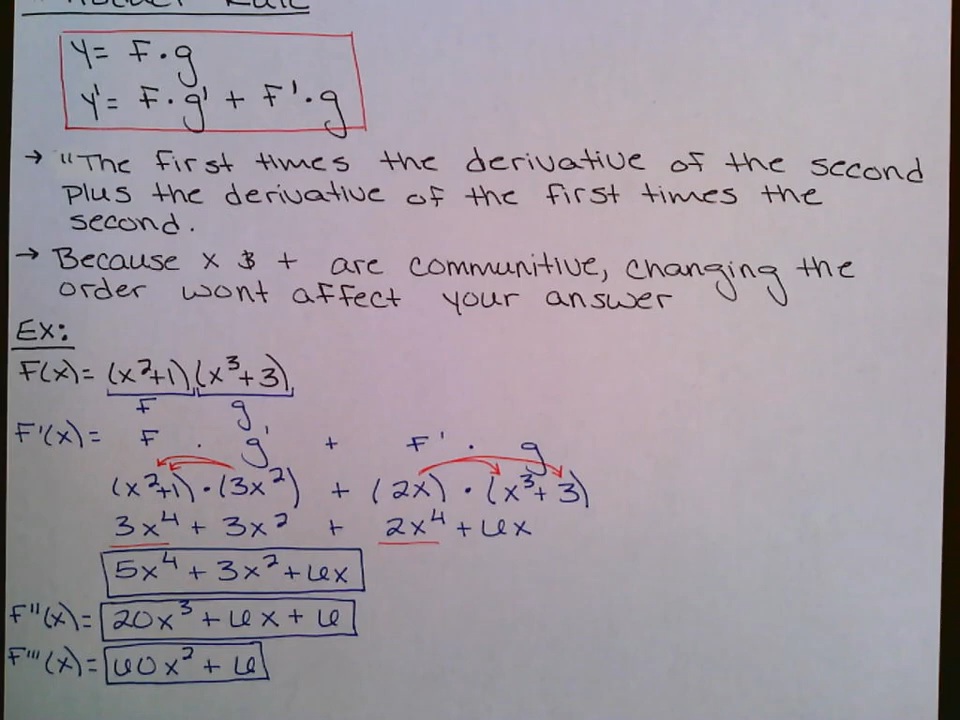 Rule
y = F · g
y' = F · g' + F' · g
→ "The first times the derivative of the second
plus the derivative of the first times the
second.
→ Because x & + are communitive, changing the
order wont affect your answer
Ex:
F(x) = (x²+1)(x³+3)
F g
F'(x) = F · g' + F' · g
(x²+1) · (3x²) + (2x) · (x³+3)
3x⁴ + 3x² + 2x⁴ + 6x
5x⁴ + 3x² + 6x
F''(x) = 20x³ + 6x + 6
F'''(x) = 60x² + 6